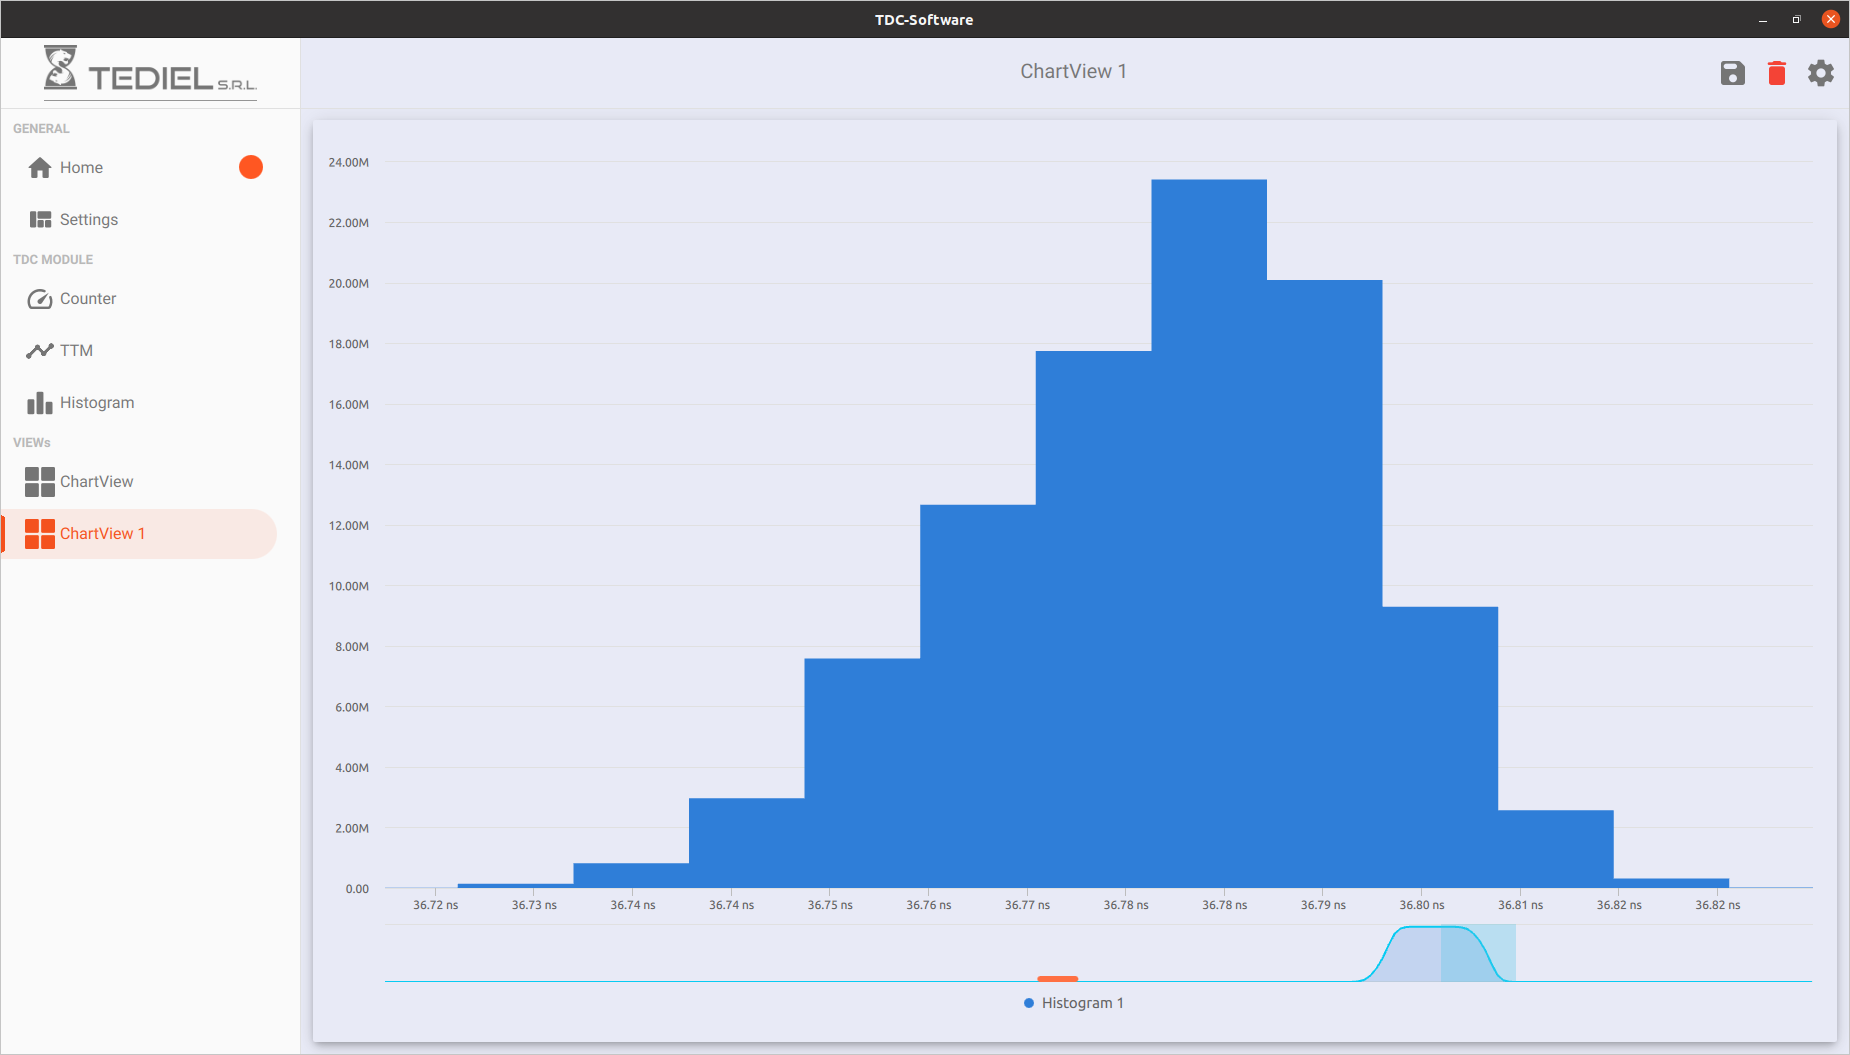 TDC-Software
TEDIEL S.R.L.
ChartView 1
GENERAL
Home
Settings
TDC MODULE
Counter
TTM
Histogram
VIEWs
ChartView
ChartView 1
24.00M
22.00M
20.00M
18.00M
16.00M
14.00M
12.00M
10.00M
8.00M
6.00M
4.00M
2.00M
0.00
36.72 ns 36.73 ns 36.74 ns 36.74 ns 36.75 ns 36.76 ns 36.77 ns 36.78 ns 36.78 ns 36.79 ns 36.80 ns 36.81 ns 36.82 ns 36.82 ns
Histogram 1